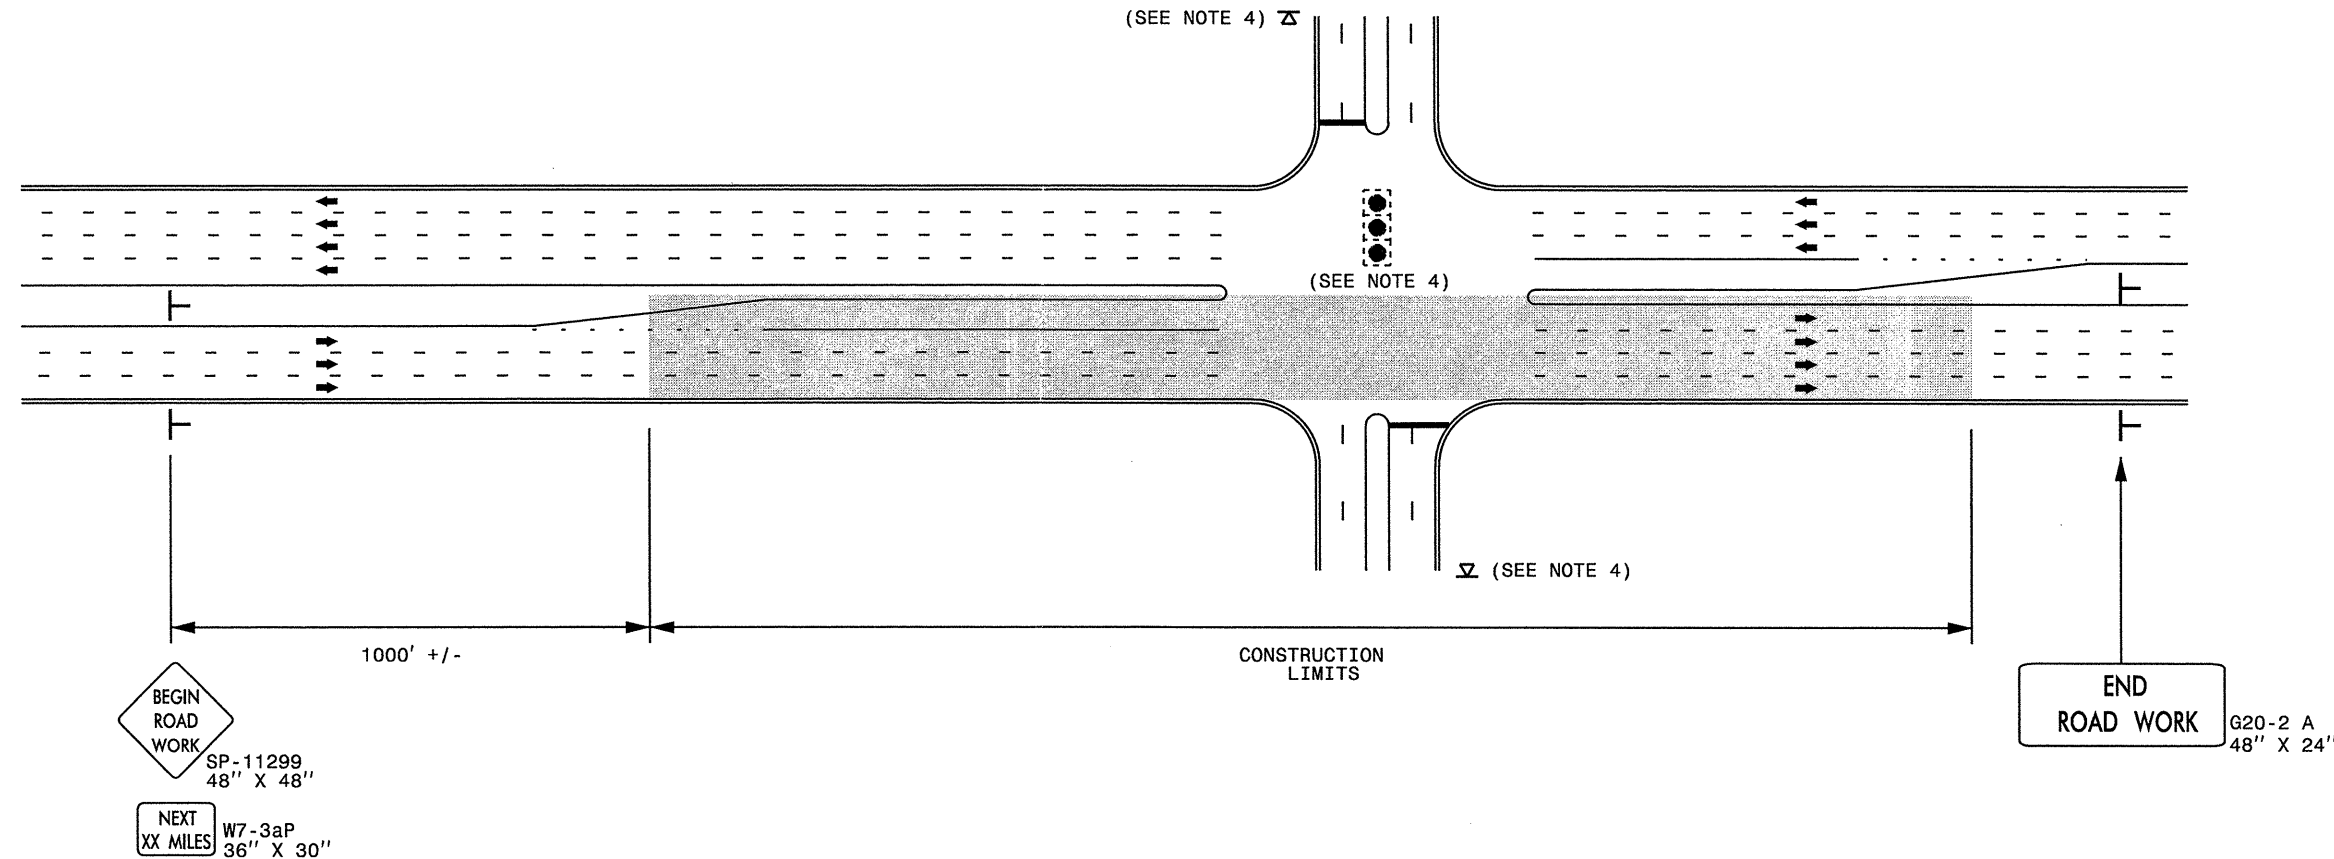 (SEE NOTE 4)
(SEE NOTE 4)
(SEE NOTE 4)
1000' +/-
CONSTRUCTION
LIMITS
BEGIN
ROAD
WORK
SP-11299
48'' X 48''
NEXT
XX MILES
W7-3aP
36'' X 30''
END
ROAD WORK
G20-2 A
48'' X 24''